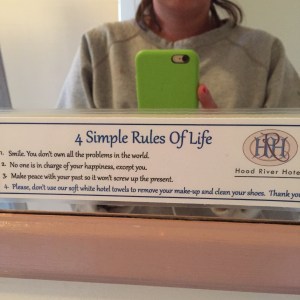 4 Simple Rules Of Life
1. Smile. You don't own all the problems in the world.
2. No one is in charge of your happiness, except you.
3. Make peace with your past so it won't screw up the present.
4. Please, don't use our soft white hotel towels to remove your make-up and clean your shoes. Thank you
HRH
Hood River Hotel